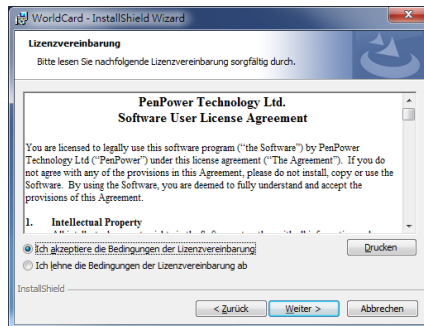 WorldCard - InstallShield Wizard
Lizenzvereinbarung
Bitte lesen Sie nachfolgende Lizenzvereinbarung sorgfältig durch.
PenPower Technology Ltd.
Software User License Agreement
You are licensed to legally use this software program ("the Software") by PenPower
Technology Ltd ("PenPower") under this license agreement ("The Agreement"). If you do
not agree with any of the provisions in this Agreement, please do not install, copy or use the
Software. By using the Software, you are deemed to fully understand and accept the
provisions of this Agreement.
1. Intellectual Property
Ich akzeptiere die Bedingungen der Lizenzvereinbarung
Drucken
Ich lehne die Bedingungen der Lizenzvereinbarung ab
InstallShield
< Zurück
Weiter >
Abbrechen